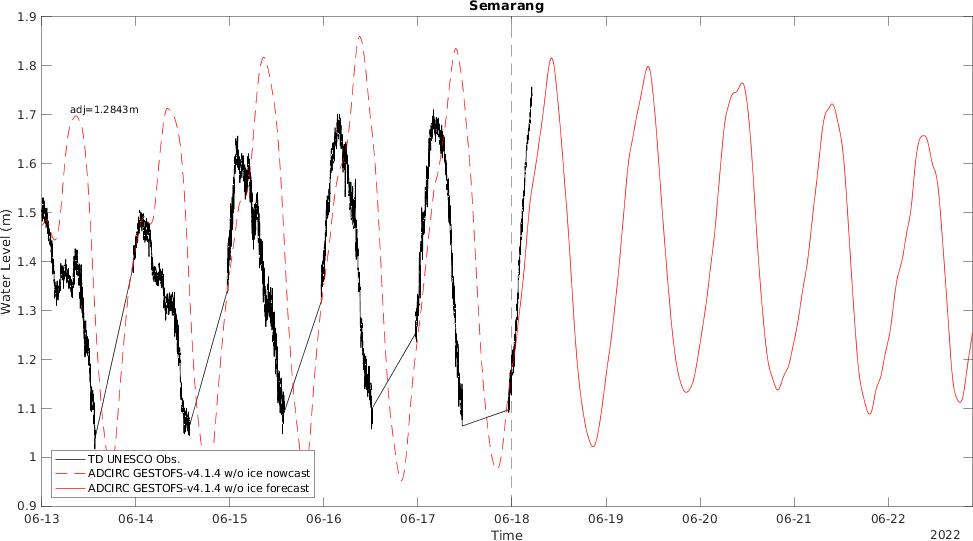 Semarang
adj=1.2843m
Water Level (m)
1.9
1.8
1.7
1.6
1.5
1.4
1.3
1.2
1.1
1
0.9
TD UNESCO Obs.
ADCIRC GESTOFS-v4.1.4 w/o ice nowcast
ADCIRC GESTOFS-v4.1.4 w/o ice forecast
06-13 06-14 06-15 06-16 06-17 06-18 06-19 06-20 06-21 06-22
Time
2022